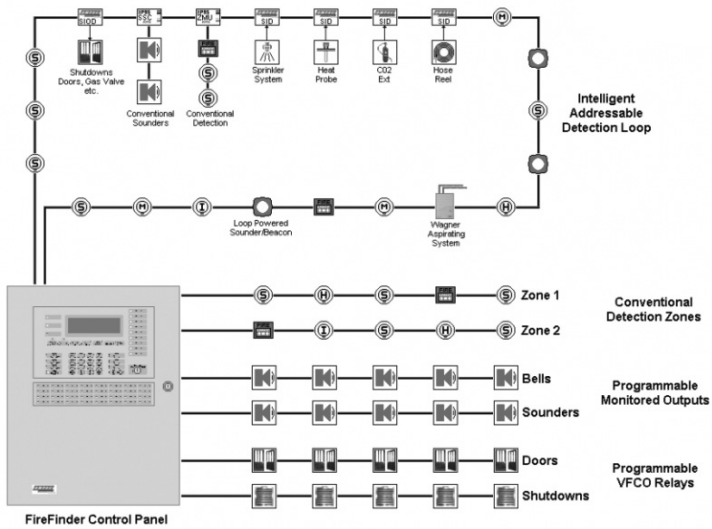 SIOD
SSC
ZMU
SID
SID
SID
SID
M
S
Shutdowns
Doors, Gas Valve
etc.
Conventional
Sounders
S
S
Conventional
Detection
Sprinkler
System
Heat
Probe
C02
Ext
Hose
Reel
S
S
S
Intelligent
Addressable
Detection Loop
S
M
I
Loop Powered
Sounder/Beacon
M
Wagner
Aspirating
System
H
S
H
S
S
Zone 1
Conventional
Detection Zones
I
S
H
S
Zone 2
Bells
Programmable
Monitored Outputs
Sounders
Doors
Programmable
VFCO Relays
Shutdowns
FireFinder Control Panel